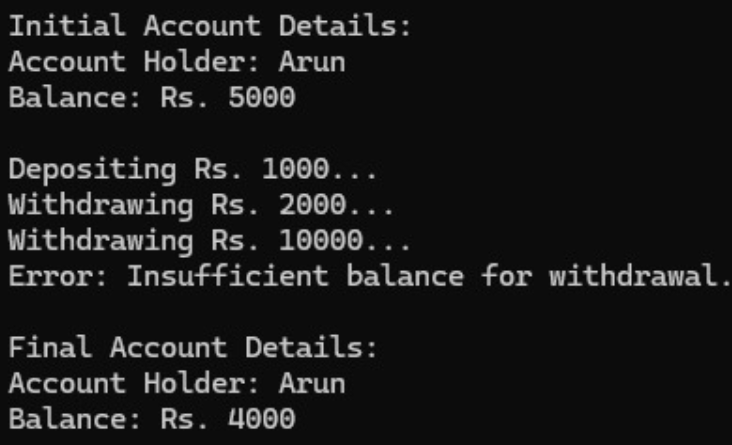 Initial Account Details:
Account Holder: Arun
Balance: Rs. 5000

Depositing Rs. 1000...
Withdrawing Rs. 2000...
Withdrawing Rs. 10000...
Error: Insufficient balance for withdrawal.

Final Account Details:
Account Holder: Arun
Balance: Rs. 4000